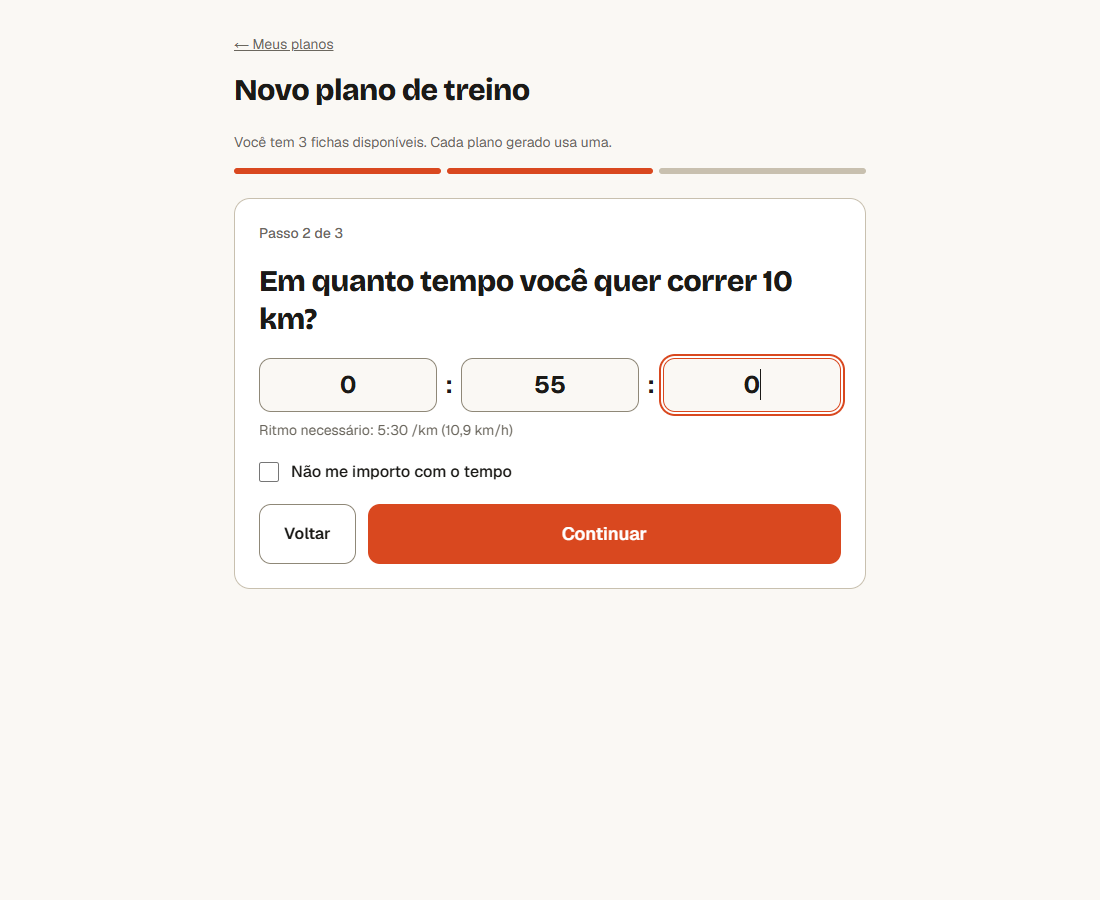 ← Meus planos
Novo plano de treino
Você tem 3 fichas disponíveis. Cada plano gerado usa uma.
Passo 2 de 3
Em quanto tempo você quer correr 10
km?
0 : 55 : 0
Ritmo necessário: 5:30 /km (10,9 km/h)
Não me importo com o tempo
Voltar Continuar